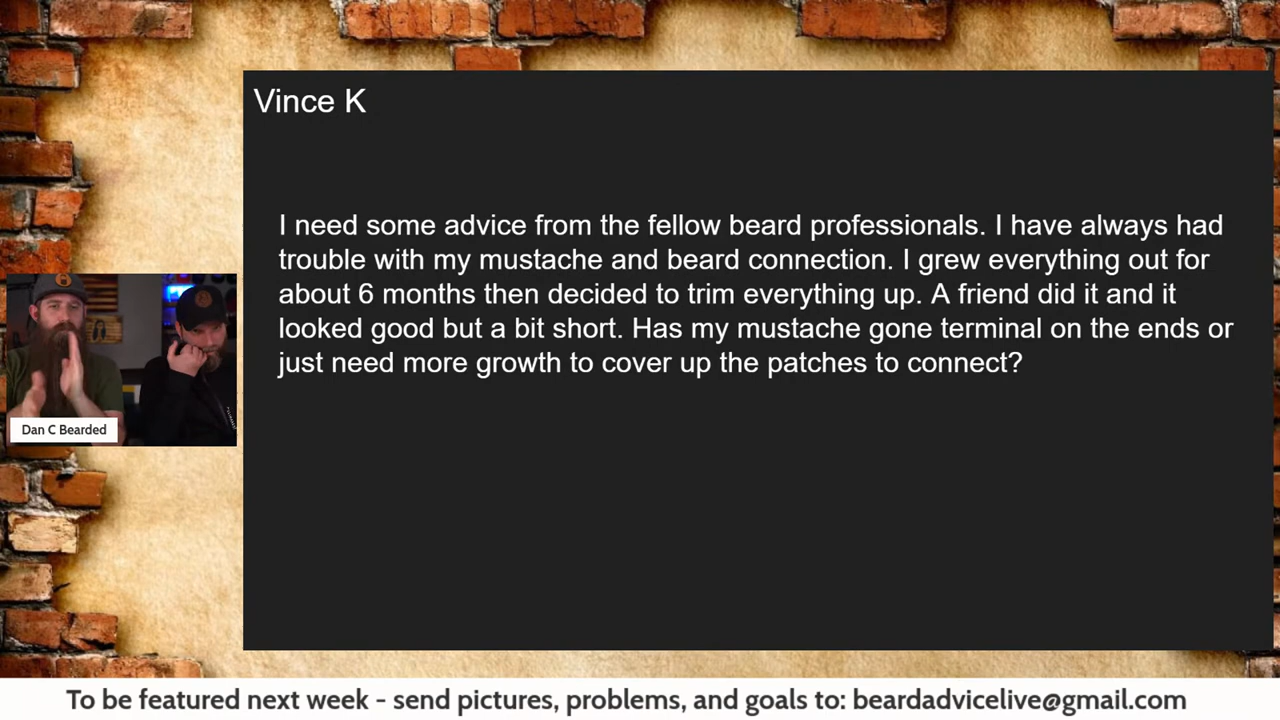 Vince K
I need some advice from the fellow beard professionals. I have always had
trouble with my mustache and beard connection. I grew everything out for
about 6 months then decided to trim everything up. A friend did it and it
looked good but a bit short. Has my mustache gone terminal on the ends or
just need more growth to cover up the patches to connect?
Dan C Bearded
To be featured next week - send pictures, problems, and goals to: beardadvicelive@gmail.com